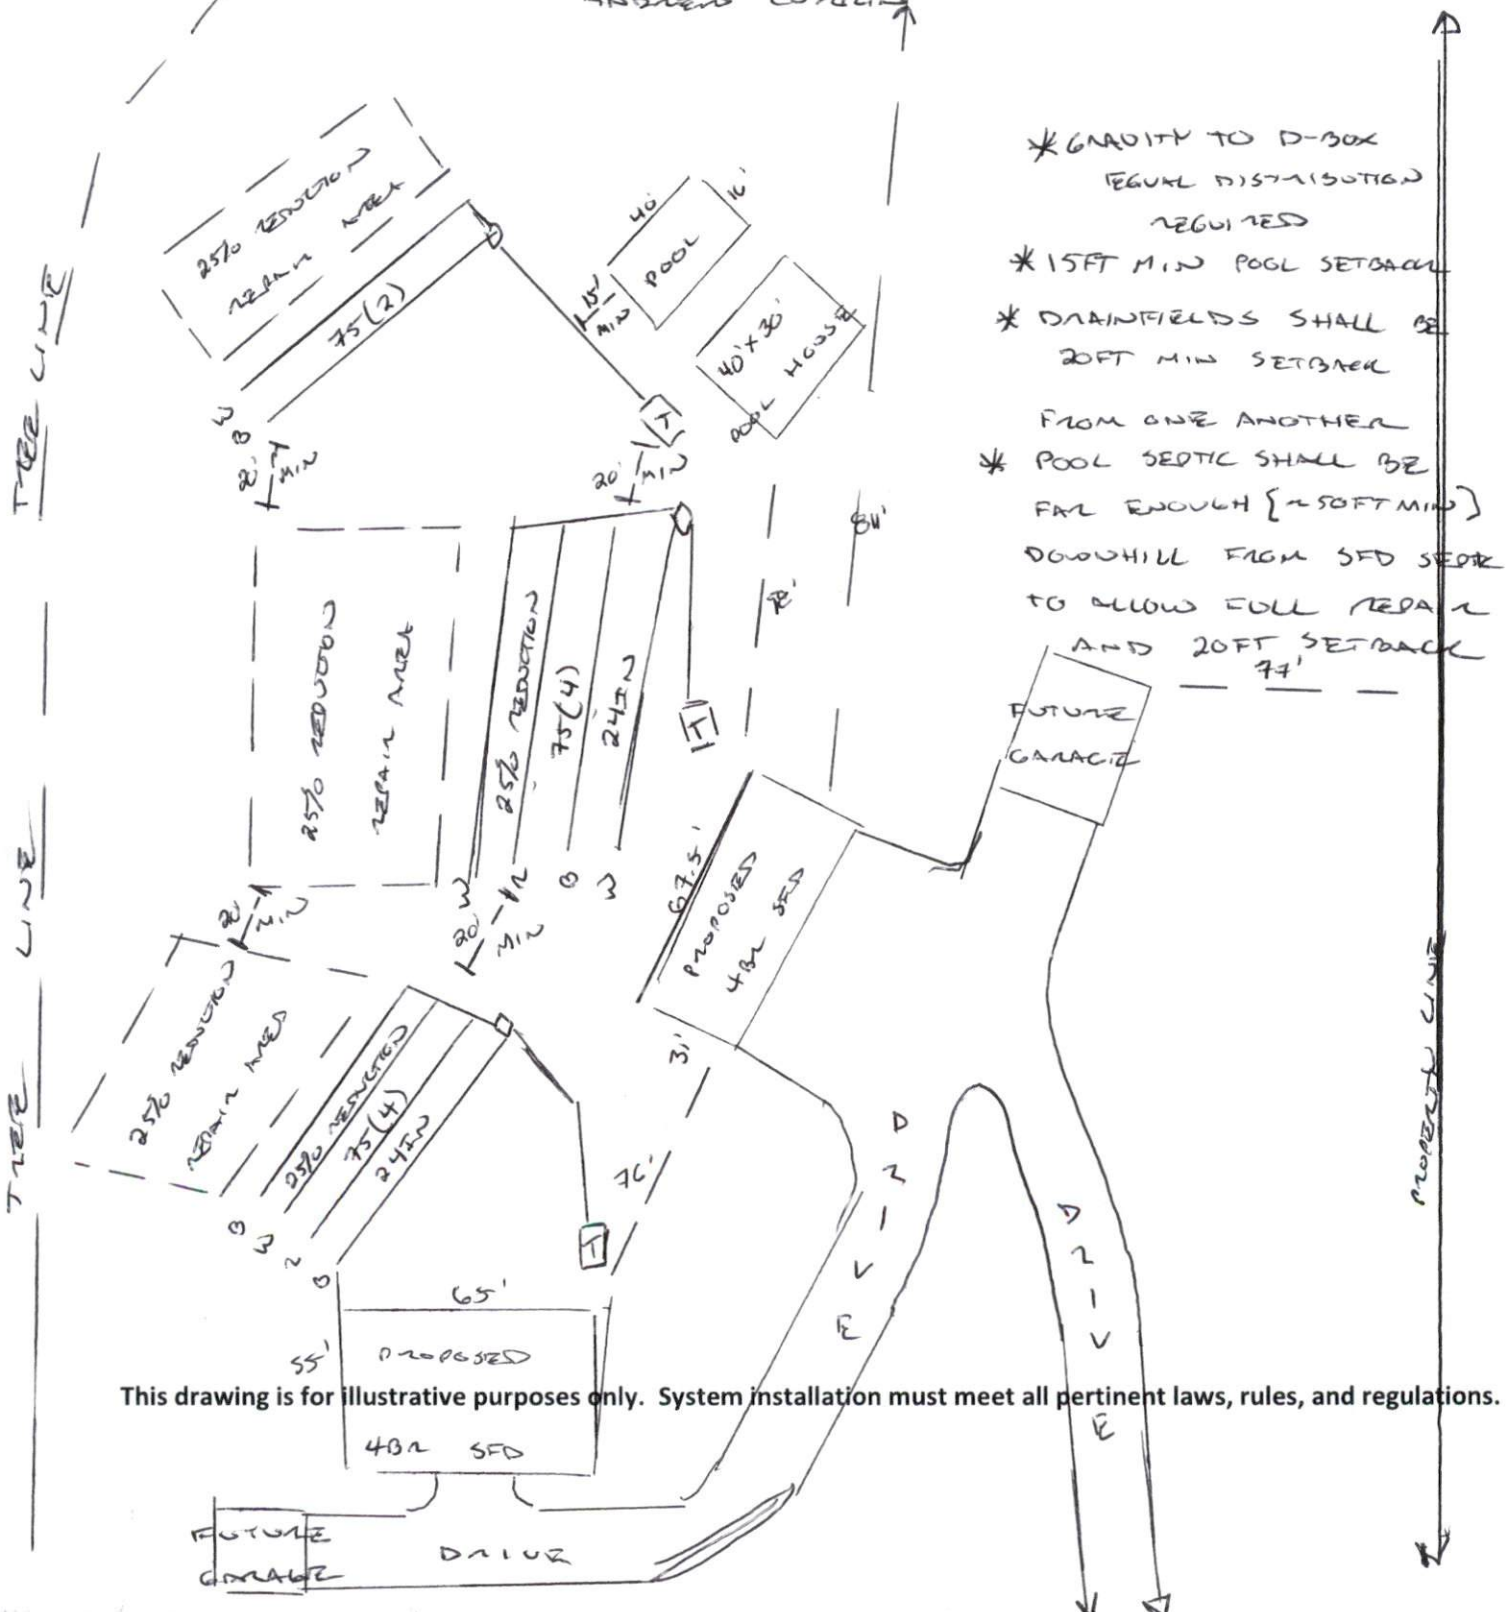 * GRAVITY TO D-BOX
EQUAL DISTRIBUTION
REQUIRED
* 15FT MIN POOL SETBACK
* DRAINFIELDS SHALL BE
20FT MIN SETBACK
FROM ONE ANOTHER
* POOL SEPTIC SHALL BE
FAR ENOUGH {~50FT MIN}
DOWNHILL FROM SFD SEPTIC
TO ALLOW FULL REPAIR
AND 20FT SETBACK
77'
25% REDUCTION
REPAIR AREA
75(2)
W
B
20'
MIN
40'
16'
POOL
15'
MIN
40'X30'
POOL HOUSE
T
20'
MIN
TREE LINE
84'
92'
25% REDUCTION
REPAIR AREA
25% REDUCTION
75(4)
24IN
T
W
R
B
W
20'
MIN
20'
MIN
FUTURE
GARAGE
67.5'
PROPOSED
4BR SFD
31'
TREE LINE
25% REDUCTION
REPAIR AREA
25% REDUCTION
75(4)
24IN
B
W
R
B
T
76'
DRIVE
DRIVE
PROPERTY LINE
65'
55'
PROPOSED
This drawing is for illustrative purposes only. System installation must meet all pertinent laws, rules, and regulations.
4BR SFD
FUTURE
GARAGE
DRIVE